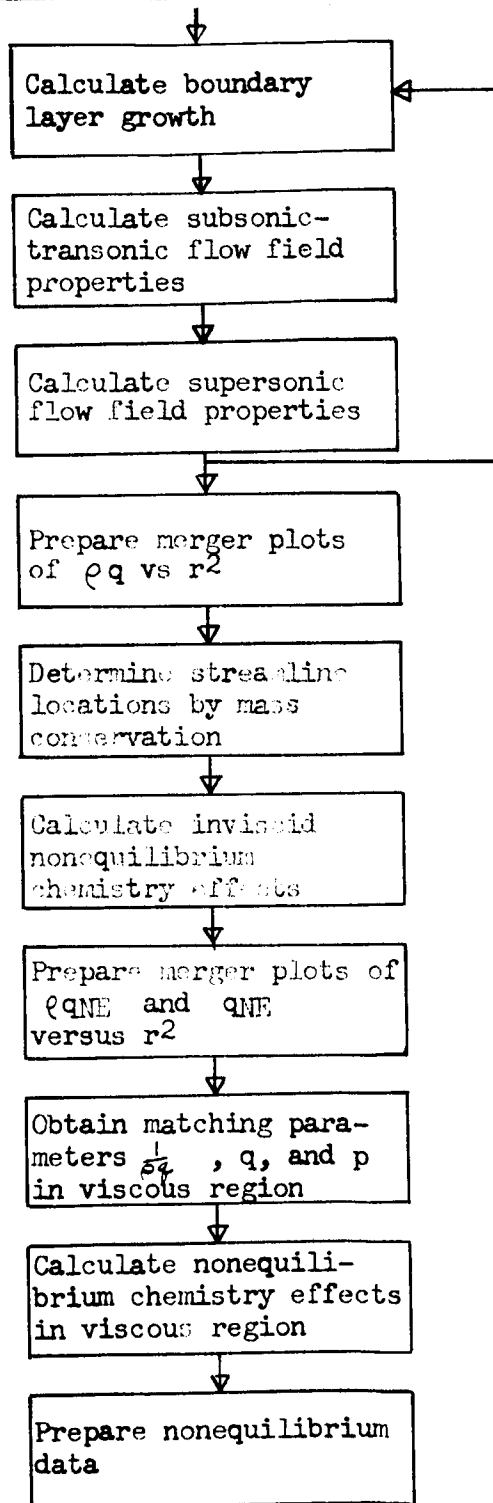 Calculate boundary
layer growth
Calculate subsonic-
transonic flow field
properties
Calculate supersonic
flow field properties
Prepare merger plots
of ρq vs r²
Determine streamline
locations by mass
conservation
Calculate inviscid
nonequilibrium
chemistry effects
Prepare merger plots of
ρqNE and qNE
versus r²
Obtain matching para-
meters 1/ρq , q, and p
in viscous region
Calculate nonequili-
brium chemistry effects
in viscous region
Prepare nonequilibrium
data